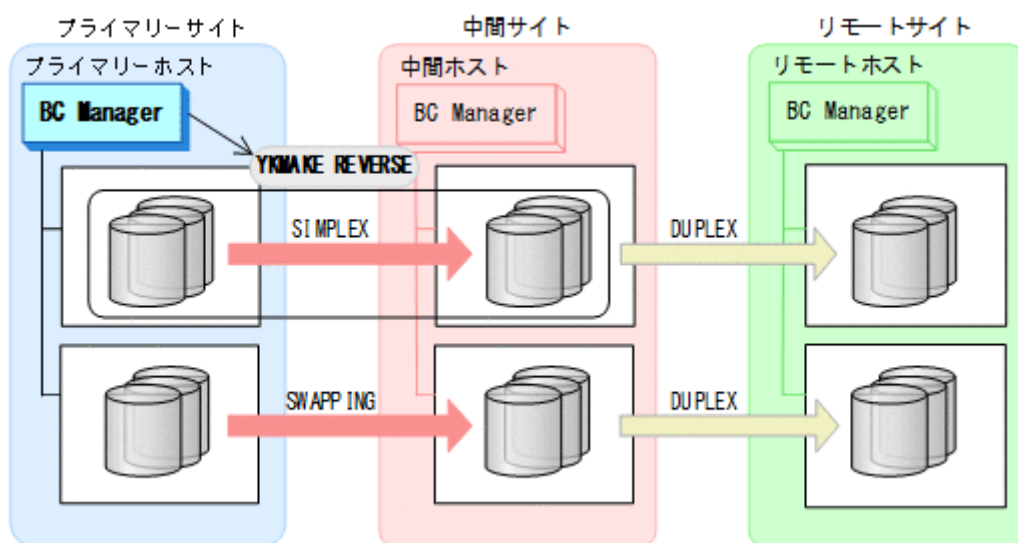 プライマリーサイト
中間サイト
リモートサイト
プライマリーホスト
中間ホスト
リモートホスト
BC Manager
BC Manager
BC Manager
YKMAKE REVERSE
SIMPLEX
DUPLEX
SWAPPING
DUPLEX